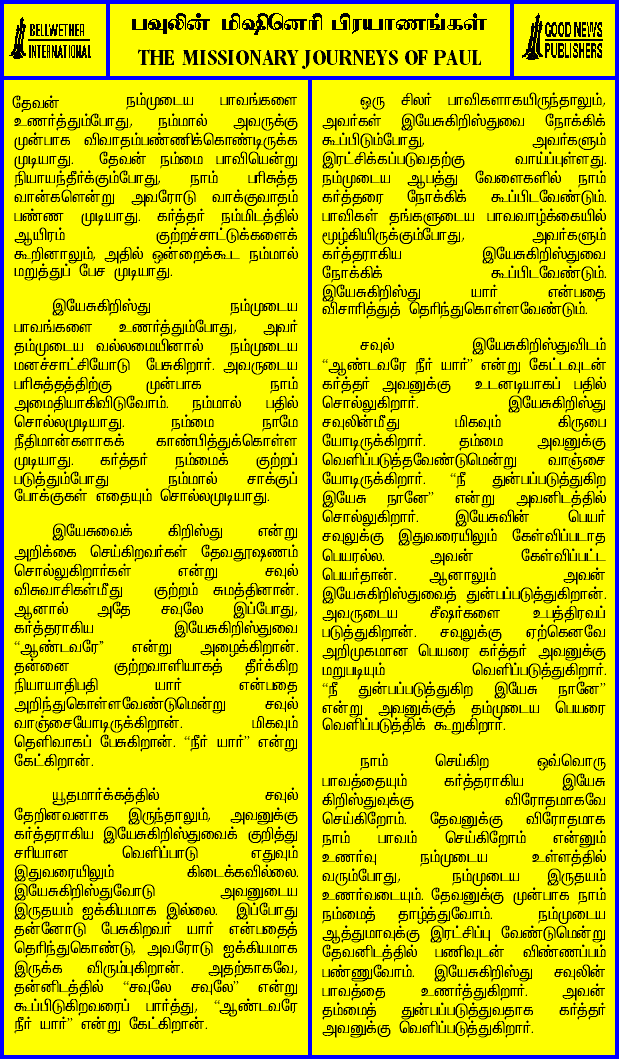 BELLWETHER
INTERNATIONAL
பவுலின் மிஷினெரி பிரயாணங்கள்
THE MISSIONARY JOURNEYS OF PAUL
GOOD NEWS
PUBLISHERS
தேவன் நம்முடைய பாவங்களை
உணர்த்தும்போது, நம்மால் அவருக்கு
முன்பாக விவாதம்பண்ணிக்கொண்டிருக்க
முடியாது. தேவன் நம்மை பாவியென்று
நியாயந்தீர்க்கும்போது, நாம் பரிசுத்த
வான்களென்று அவரோடு வாக்குவாதம்
பண்ண முடியாது. கர்த்தர் நம்மிடத்தில்
ஆயிரம் குற்றச்சாட்டுக்களைக்
கூறினாலும், அதில் ஒன்றைக்கூட நம்மால்
மறுத்துப் பேச முடியாது.
இயேசுகிறிஸ்து நம்முடைய
பாவங்களை உணர்த்தும்போது, அவர்
தம்முடைய வல்லமையினால் நம்முடைய
மனச்சாட்சியோடு பேசுகிறார். அவருடைய
பரிசுத்தத்திற்கு முன்பாக நாம்
அமைதியாகிவிடுவோம். நம்மால் பதில்
சொல்லமுடியாது. நம்மை நாமே
நீதிமான்களாகக் காண்பித்துக்கொள்ள
முடியாது. கர்த்தர் நம்மைக் குற்றப்
படுத்தும்போது நம்மால் சாக்குப்
போக்குகள் எதையும் சொல்லமுடியாது.
இயேசுவைக் கிறிஸ்து என்று
அறிக்கை செய்கிறவர்கள் தேவதூஷணம்
சொல்லுகிறார்கள் என்று சவுல்
விசுவாசிகள்மீது குற்றம் சுமத்தினான்.
ஆனால் அதே சவுலே இப்போது,
கர்த்தராகிய இயேசுகிறிஸ்துவை
“ஆண்டவரே” என்று அழைக்கிறான்.
தன்னை குற்றவாளியாகத் தீர்க்கிற
நியாயாதிபதி யார் என்பதை
அறிந்துகொள்ளவேண்டுமென்று சவுல்
வாஞ்சையோடிருக்கிறான். மிகவும்
தெளிவாகப் பேசுகிறான். “நீர் யார்” என்று
கேட்கிறான்.
யூதமார்க்கத்தில் சவுல்
தேறினவனாக இருந்தாலும், அவனுக்கு
கர்த்தராகிய இயேசுகிறிஸ்துவைக் குறித்து
சரியான வெளிப்பாடு எதுவும்
இதுவரையிலும் கிடைக்கவில்லை.
இயேசுகிறிஸ்துவோடு அவனுடைய
இருதயம் ஐக்கியமாக இல்லை. இப்போது
தன்னோடு பேசுகிறவர் யார் என்பதைத்
தெரிந்துகொண்டு, அவரோடு ஐக்கியமாக
இருக்க விரும்புகிறான். அதற்காகவே,
தன்னிடத்தில் “சவுலே சவுலே” என்று
கூப்பிடுகிறவரைப் பார்த்து, “ஆண்டவரே
நீர் யார்” என்று கேட்கிறான்.
ஒரு சிலர் பாவிகளாகயிருந்தாலும்,
அவர்கள் இயேசுகிறிஸ்துவை நோக்கிக்
கூப்பிடும்போது, அவர்களும்
இரட்சிக்கப்படுவதற்கு வாய்ப்புள்ளது.
நம்முடைய ஆபத்து வேளைகளில் நாம்
கர்த்தரை நோக்கிக் கூப்பிடவேண்டும்.
பாவிகள் தங்களுடைய பாவவாழ்க்கையில்
மூழ்கியிருக்கும்போது, அவர்களும்
கர்த்தராகிய இயேசுகிறிஸ்துவை
நோக்கிக் கூப்பிடவேண்டும்.
இயேசுகிறிஸ்து யார் என்பதை
விசாரித்துத் தெரிந்துகொள்ளவேண்டும்.
சவுல் இயேசுகிறிஸ்துவிடம்
“ஆண்டவரே நீர் யார்” என்று கேட்டவுடன்
கர்த்தர் அவனுக்கு உடனடியாகப் பதில்
சொல்லுகிறார். இயேசுகிறிஸ்து
சவுலின்மீது மிகவும் கிருபை
யோடிருக்கிறார். தம்மை அவனுக்கு
வெளிப்படுத்தவேண்டுமென்று வாஞ்சை
யோடிருக்கிறார். “நீ துன்பப்படுத்துகிற
இயேசு நானே” என்று அவனிடத்தில்
சொல்லுகிறார். இயேசுவின் பெயர்
சவுலுக்கு இதுவரையிலும் கேள்விப்படாத
பெயரல்ல. அவன் கேள்விப்பட்ட
பெயர்தான். ஆனாலும் அவன்
இயேசுகிறிஸ்துவைத் துன்பப்படுத்துகிறான்.
அவருடைய சீஷர்களை உபத்திரவப்
படுத்துகிறான். சவுலுக்கு ஏற்கெனவே
அறிமுகமான பெயரை கர்த்தர் அவனுக்கு
மறுபடியும் வெளிப்படுத்துகிறார்.
“நீ துன்பப்படுத்துகிற இயேசு நானே”
என்று அவனுக்குத் தம்முடைய பெயரை
வெளிப்படுத்திக் கூறுகிறார்.
நாம் செய்கிற ஒவ்வொரு
பாவத்தையும் கர்த்தராகிய இயேசு
கிறிஸ்துவுக்கு விரோதமாகவே
செய்கிறோம். தேவனுக்கு விரோதமாக
நாம் பாவம் செய்கிறோம் என்னும்
உணர்வு நம்முடைய உள்ளத்தில்
வரும்போது, நம்முடைய இருதயம்
உணர்வடையும். தேவனுக்கு முன்பாக நாம்
நம்மைத் தாழ்த்துவோம். நம்முடைய
ஆத்துமாவுக்கு இரட்சிப்பு வேண்டுமென்று
தேவனிடத்தில் பணிவுடன் விண்ணப்பம்
பண்ணுவோம். இயேசுகிறிஸ்து சவுலின்
பாவத்தை உணர்த்துகிறார். அவன்
தம்மைத் துன்பப்படுத்துவதாக கர்த்தர்
அவனுக்கு வெளிப்படுத்துகிறார்.